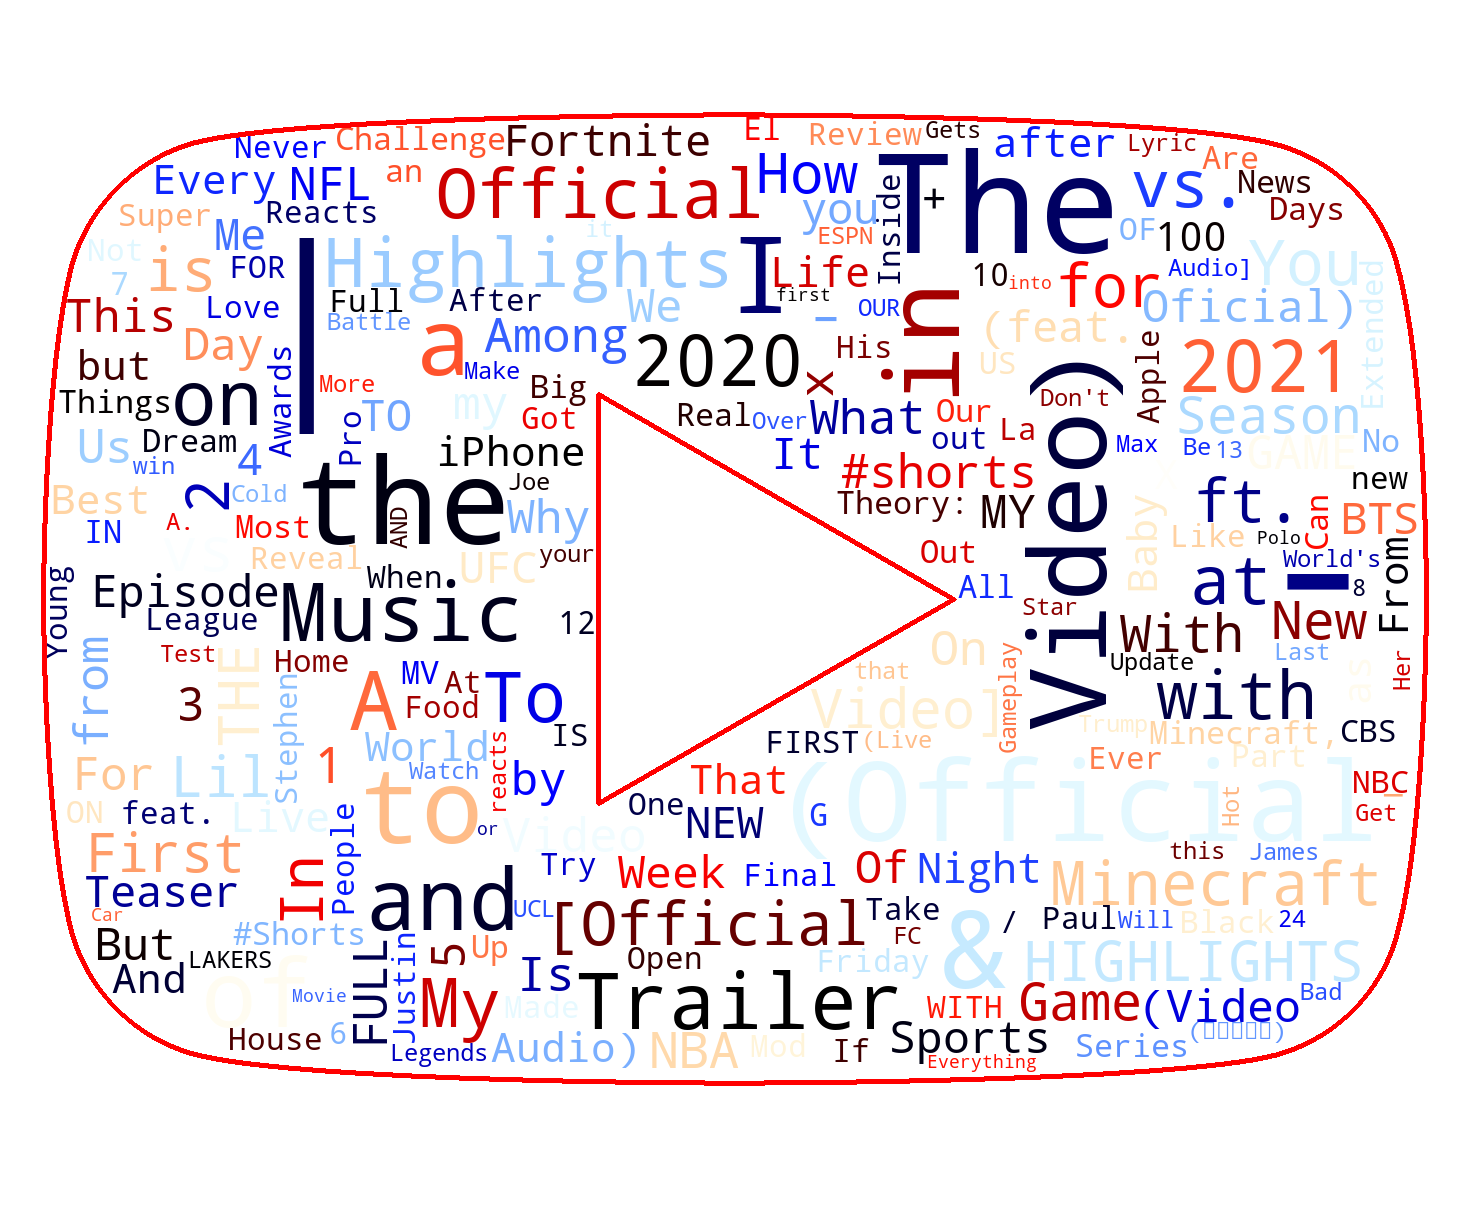 Never
Challenge
Fortnite
El
Review
Gets
after
Lyric
Are
Every
NFL
an
Official
How
The
vs.
News
Super
Reacts
you
Inside
+
Days
Not
Me
it
ESPN
OF
100
7
is
FOR
|
Highlights
I
Life
10
into
for
Audio]
You
This
Love
Full
After
We
first
–
OUR
in
Oficial)
Extended
Day
Battle
a
Among
2020
His
(feat.
but
Awards
More
Make
Big
x
US
Video)
Apple
2021
Things
on
Pro
TO
my
Got
Real
Over
What
Our
Don't
Season
Us
Dream
4
iPhone
It
out
La
Max
Be
13
GAME
No
win
2
Cold
the
Joe
#shorts
ft.
new
Best
A.
Most
AND
Why
Theory:
MY
Baby
Like
Polo
Can
BTS
IN
VS
Reveal
When
UFC
your
Out
World's
From
Young
Episode
League
Music
12
All
Star
at
-
8
New
from
Test
THE
Home
MV
At
To
On
Gameplay
With
Update
Last
Her
3
Stephen
A
Food
IS
that
Video]
with
as
For
Lil
1
World
Watch
reacts
by
FIRST
(Live
Trump
Minecraft,
CBS
ON
feat.
Live
to
or
Video
One
That
NEW
G
(Official
Ever
Part
Hot
NBC
_
Get
First
Teaser
In
People
and
Try
Week
Final
Of
Night
this
James
Minecraft
Car
But
#Shorts
UCL
[Official
Take
FC
&
/
Paul
Will
Black
24
And
LAKERS
of
Movie
FULL
Justin
5
Up
My
Is
Open
Friday
HIGHLIGHTS
Made
Trailer
WITH
Game
(Video
Bad
House
6
Legends
Audio)
NBA
Mod
If
Sports
Everything
Series